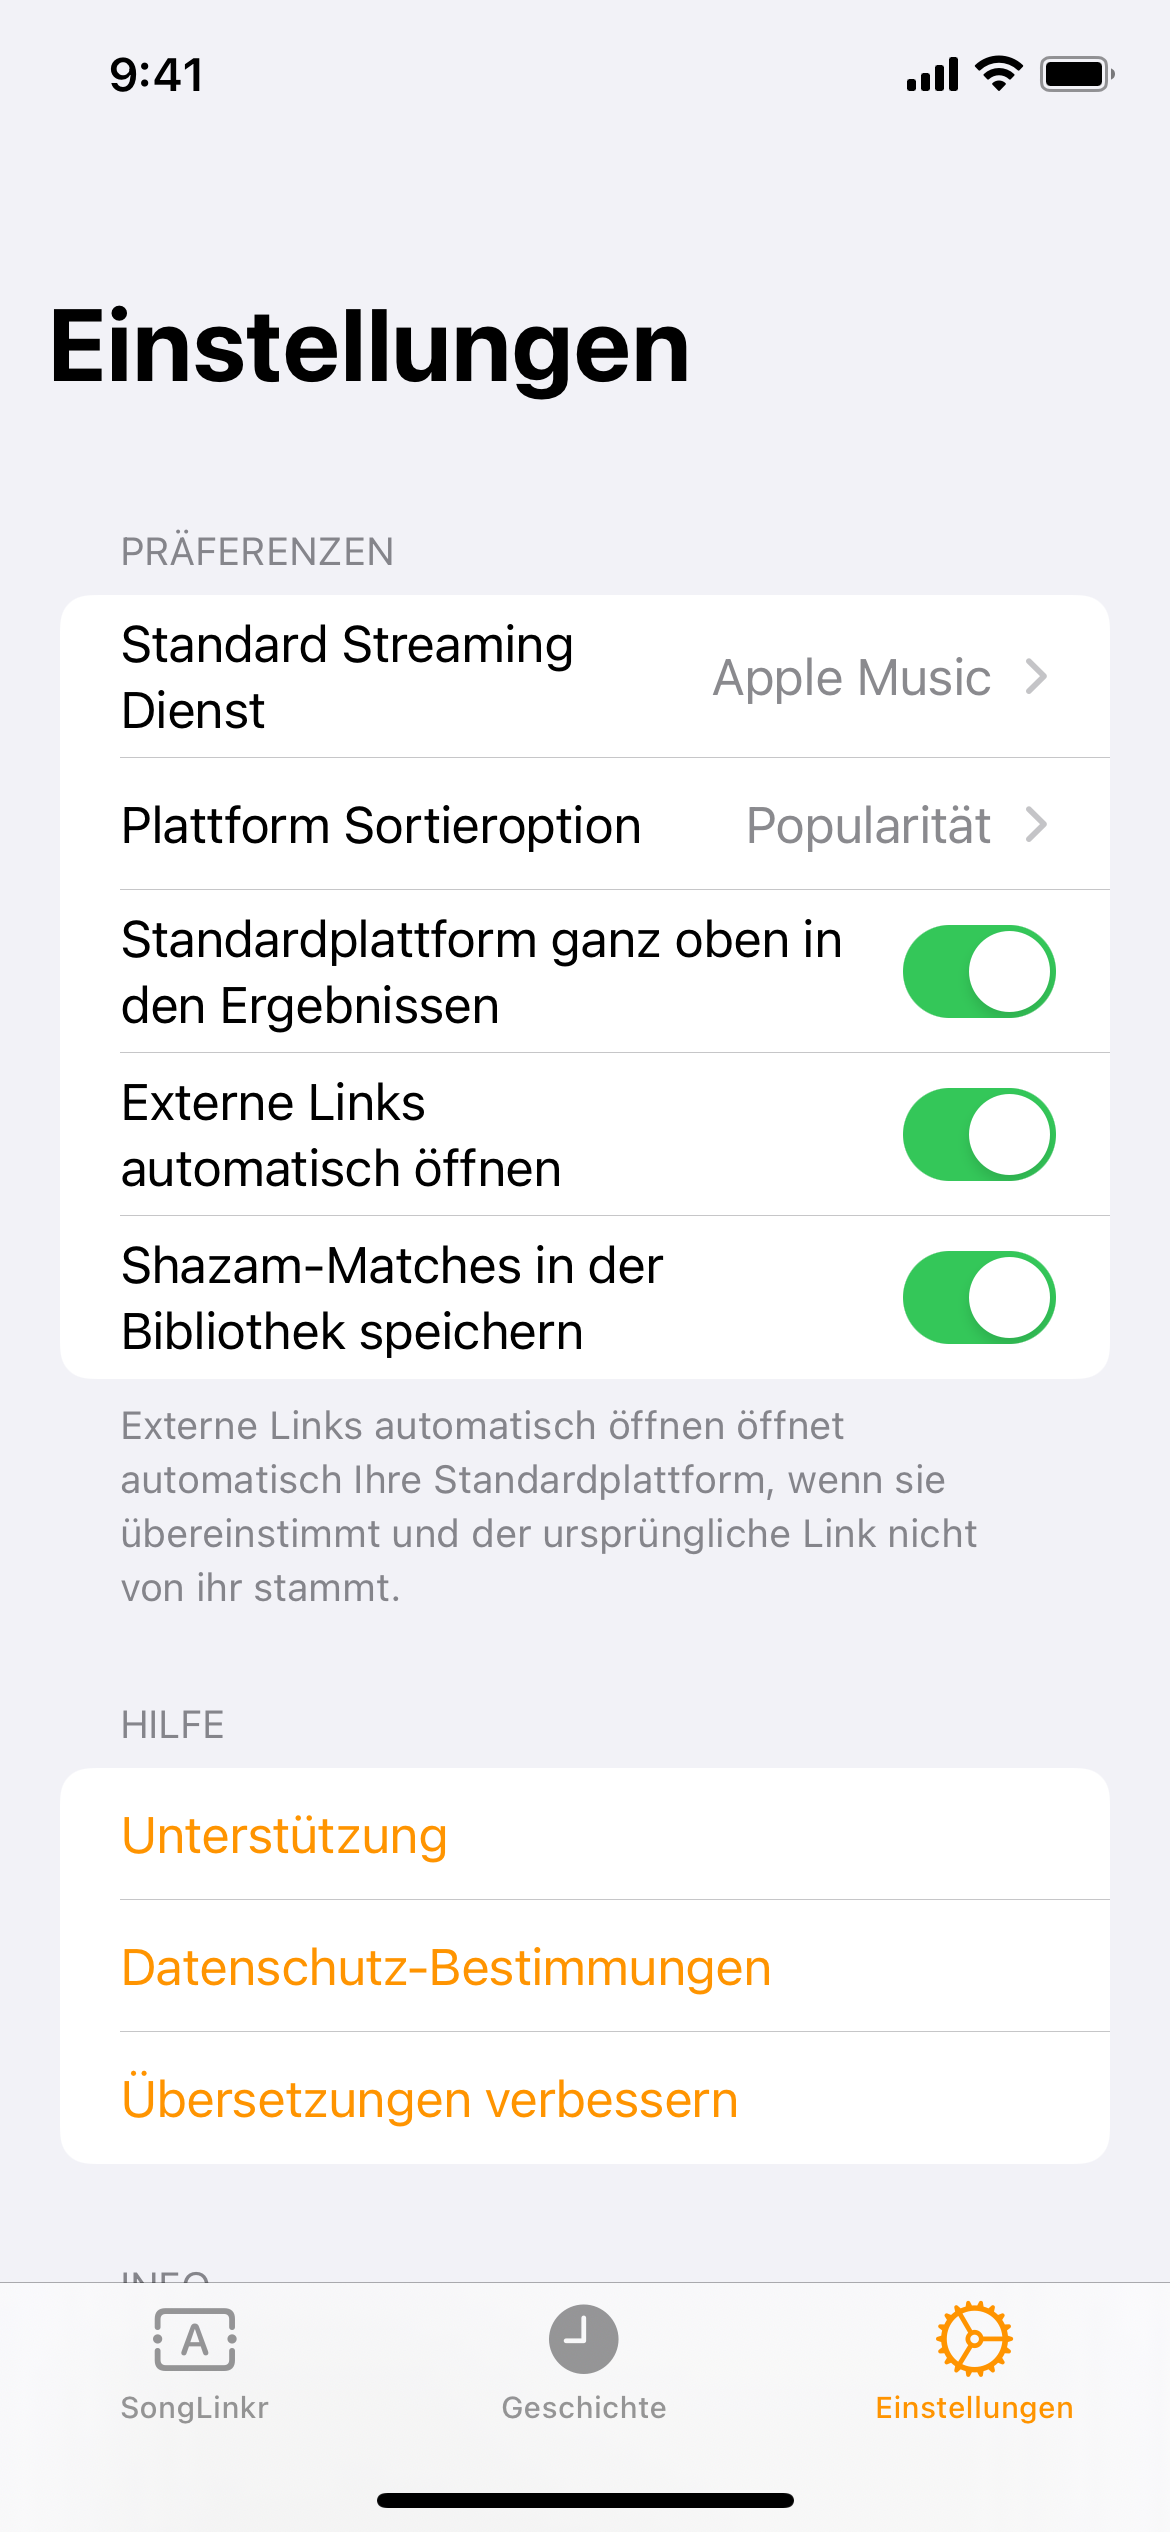 9:41
Einstellungen
PRÄFERENZEN
Standard Streaming
Dienst
Apple Music
Plattform Sortieroption
Popularität
Standardplattform ganz oben in
den Ergebnissen
Externe Links
automatisch öffnen
Shazam-Matches in der
Bibliothek speichern
Externe Links automatisch öffnen öffnet
automatisch Ihre Standardplattform, wenn sie
übereinstimmt und der ursprüngliche Link nicht
von ihr stammt.
HILFE
Unterstützung
Datenschutz-Bestimmungen
Übersetzungen verbessern
INFO
A
SongLinkr
Geschichte
Einstellungen